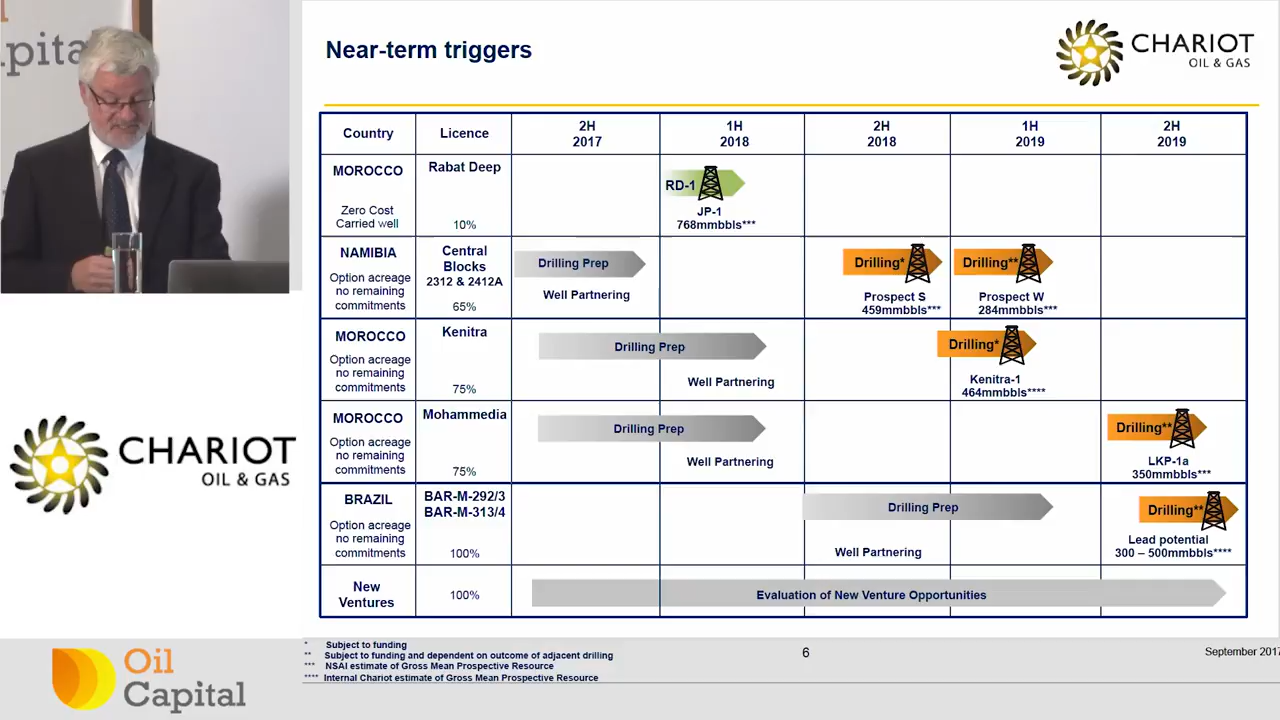 pital
Near-term triggers
CHARIOT
OIL & GAS
Country
Licence
2H
2017
1H
2018
2H
2018
1H
2019
2H
2019
MOROCCO
Zero Cost
Carried well
Rabat Deep
10%
RD-1
JP-1
768mmbbls***
NAMIBIA
Option acreage
no remaining
commitments
Central
Blocks
2312 & 2412A
65%
Drilling Prep
Well Partnering
Drilling*
Prospect S
459mmbbls***
Drilling**
Prospect W
284mmbbls***
MOROCCO
Option acreage
no remaining
commitments
Kenitra
75%
Drilling Prep
Well Partnering
Drilling*
Kenitra-1
464mmbbls****
MOROCCO
Option acreage
no remaining
commitments
Mohammedia
75%
Drilling Prep
Well Partnering
Drilling**
LKP-1a
350mmbbls***
BRAZIL
Option acreage
no remaining
commitments
BAR-M-292/3
BAR-M-313/4
100%
Drilling Prep
Well Partnering
Drilling**
Lead potential
300 – 500mmbbls****
New
Ventures
100%
Evaluation of New Venture Opportunities
CHARIOT
OIL & GAS
Oil
Capital
* Subject to funding
** Subject to funding and dependent on outcome of adjacent drilling
*** NSAI estimate of Gross Mean Prospective Resource
**** Internal Chariot estimate of Gross Mean Prospective Resource
6
September 2017